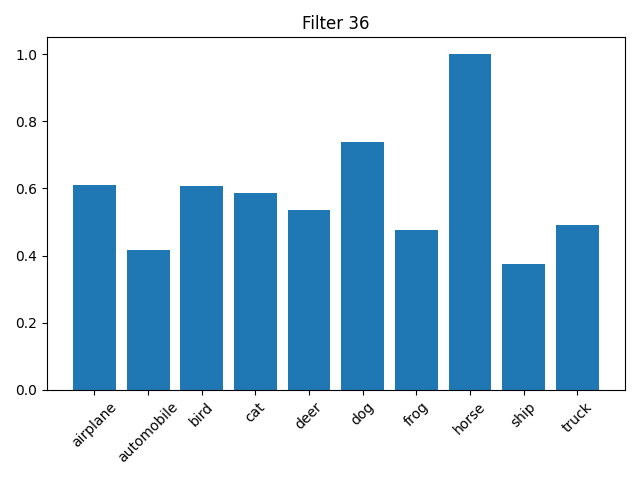 Filter 36
1.0
0.8
0.6
0.4
0.2
0.0
airplane
automobile
bird
cat
deer
dog
frog
horse
ship
truck